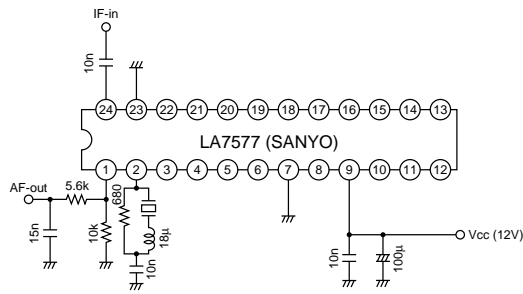 IF-in
10n
24 23 22 21 20 19 18 17 16 15 14 13
LA7577 (SANYO)
1 2 3 4 5 6 7 8 9 10 11 12
AF-out
5.6k
680
15n
10k
18μ
10n
Vcc (12V)
10n
100μ